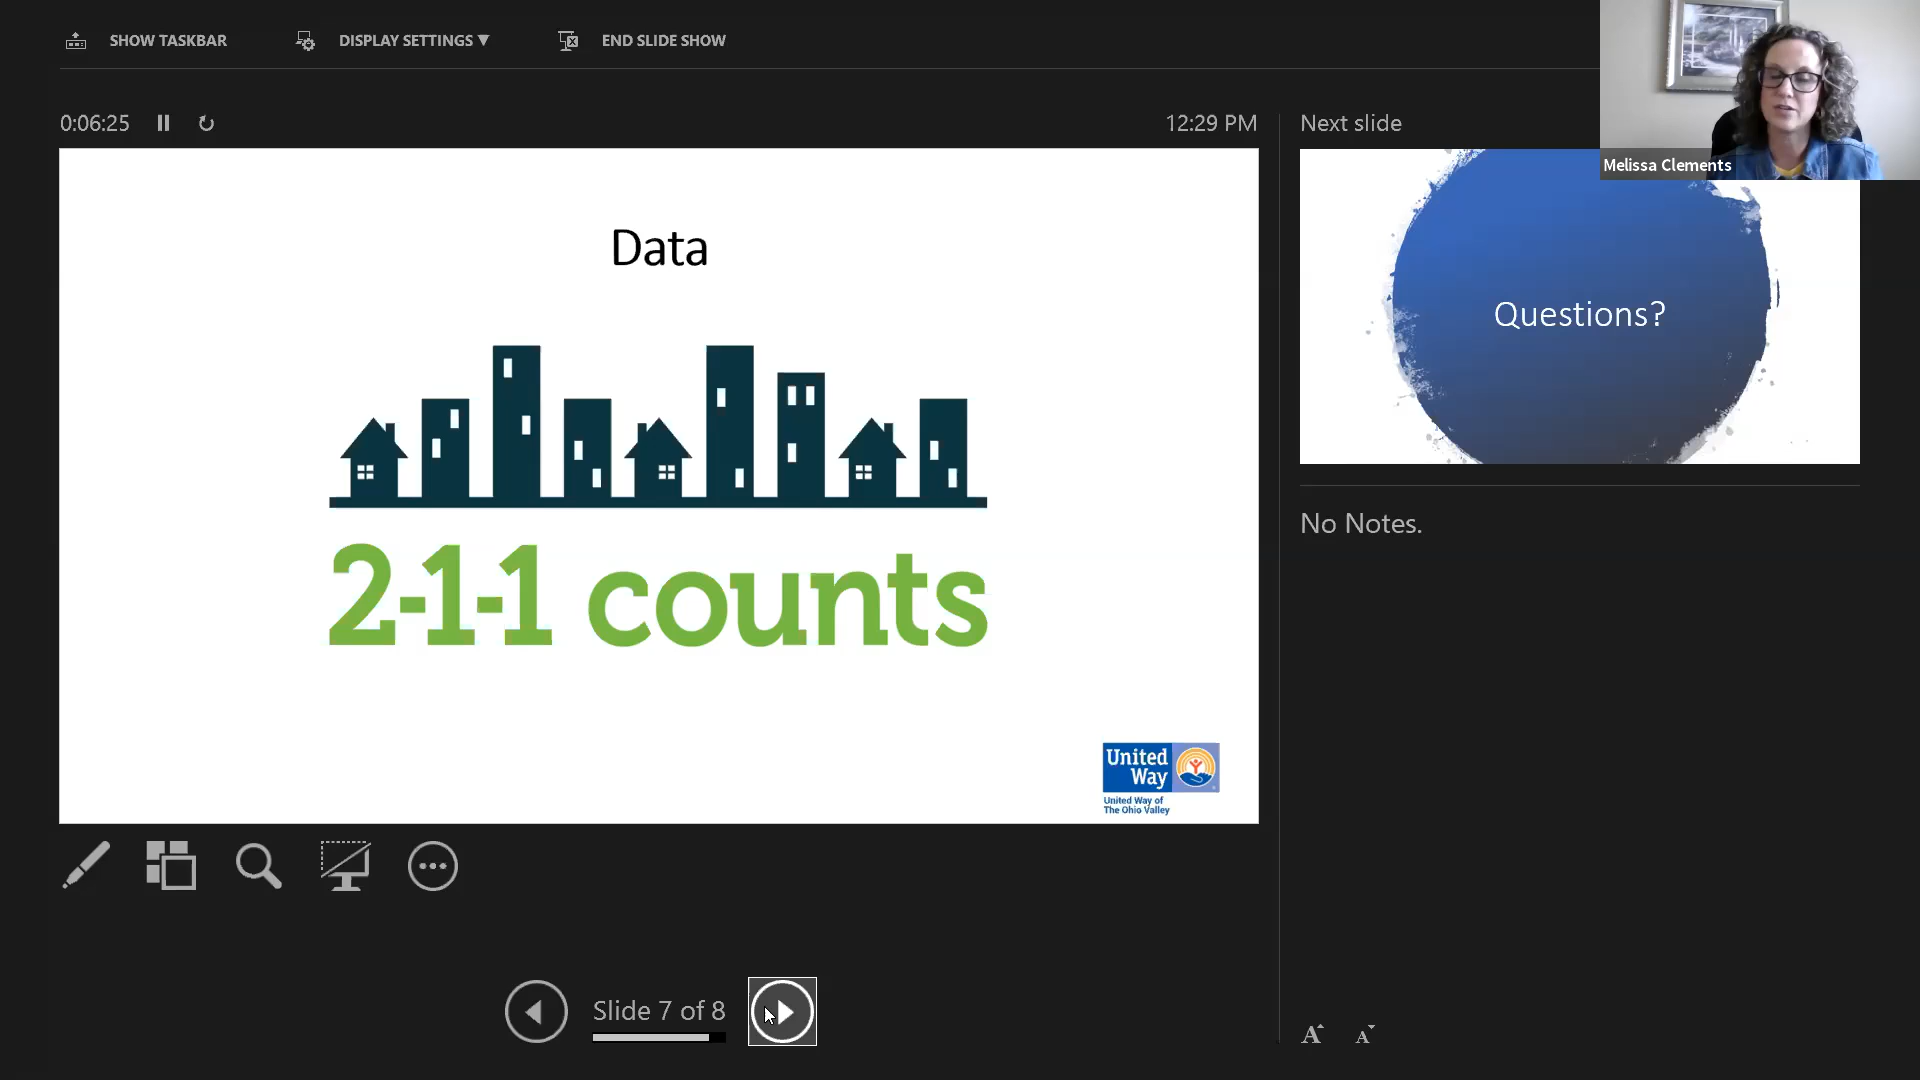 SHOW TASKBAR
DISPLAY SETTINGS ▼
END SLIDE SHOW
0:06:25
12:29 PM
Next slide
Melissa Clements
Data
2-1-1 counts
United
Way
United Way of
The Ohio Valley
Questions?
No Notes.
Slide 7 of 8
A A